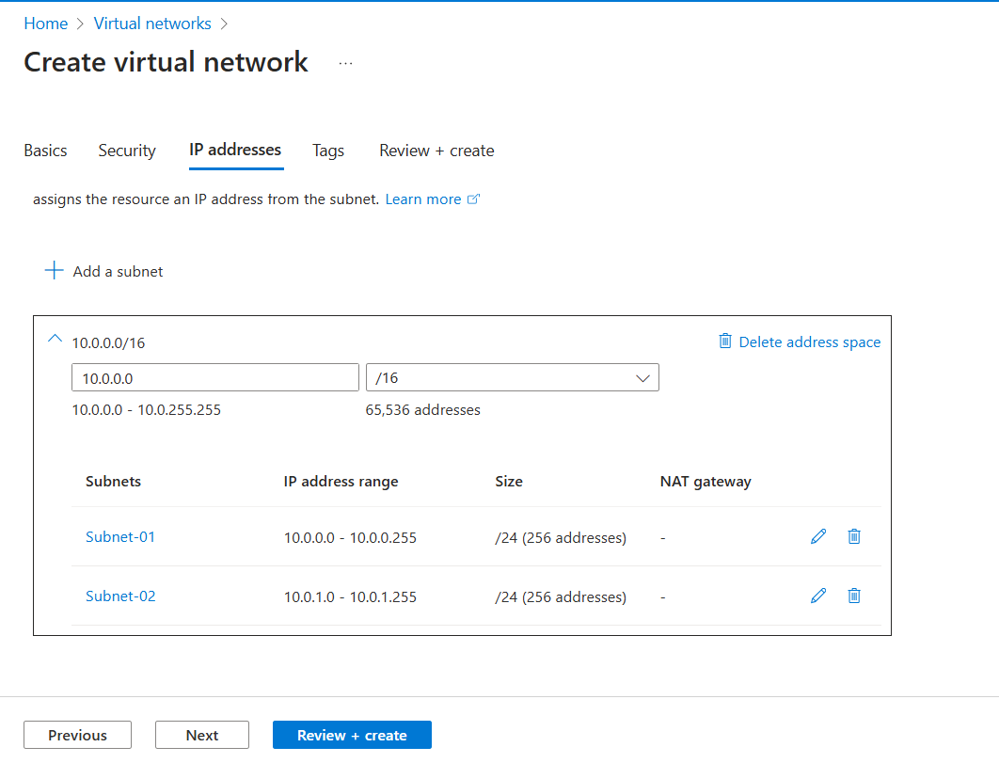 Home > Virtual networks >
Create virtual network ...
Basics Security IP addresses Tags Review + create
assigns the resource an IP address from the subnet. Learn more
Add a subnet
10.0.0.0/16 Delete address space
10.0.0.0 /16
10.0.0.0 - 10.0.255.255 65,536 addresses
Subnets IP address range Size NAT gateway
Subnet-01 10.0.0.0 - 10.0.0.255 /24 (256 addresses) -
Subnet-02 10.0.1.0 - 10.0.1.255 /24 (256 addresses) -
Previous Next Review + create